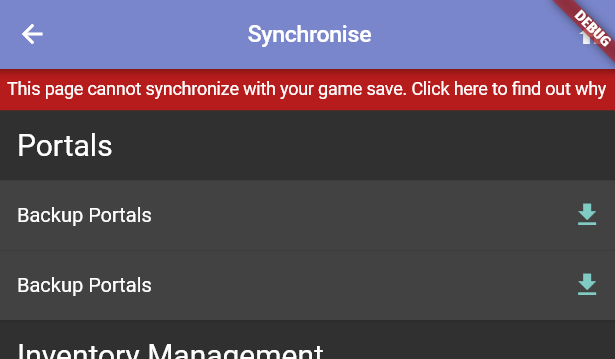 Synchronise
DEBUG
This page cannot synchronize with your game save. Click here to find out why
Portals
Backup Portals
Backup Portals
Inventory Management